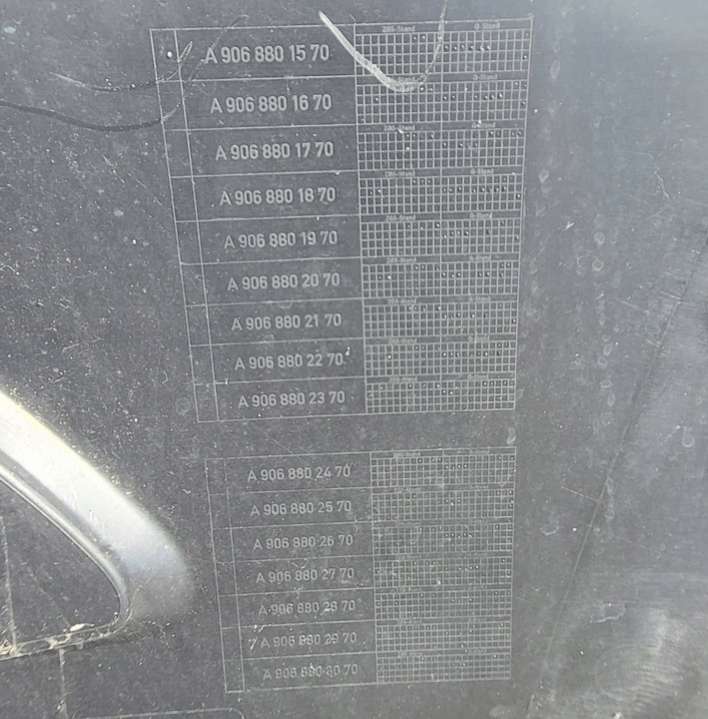 ZGS-Stand Q-Stand
A 906 880 15 70
A 906 880 16 70
A 906 880 17 70
A 906 880 18 70
A 906 880 19 70
A 906 880 20 70
A 906 880 21 70
A 906 880 22 70
A 906 880 23 70
A 906 880 24 70
A 906 880 25 70
A 906 880 26 70
A 906 880 27 70
A 906 880 28 70
A 906 880 29 70
A 906 880 30 70